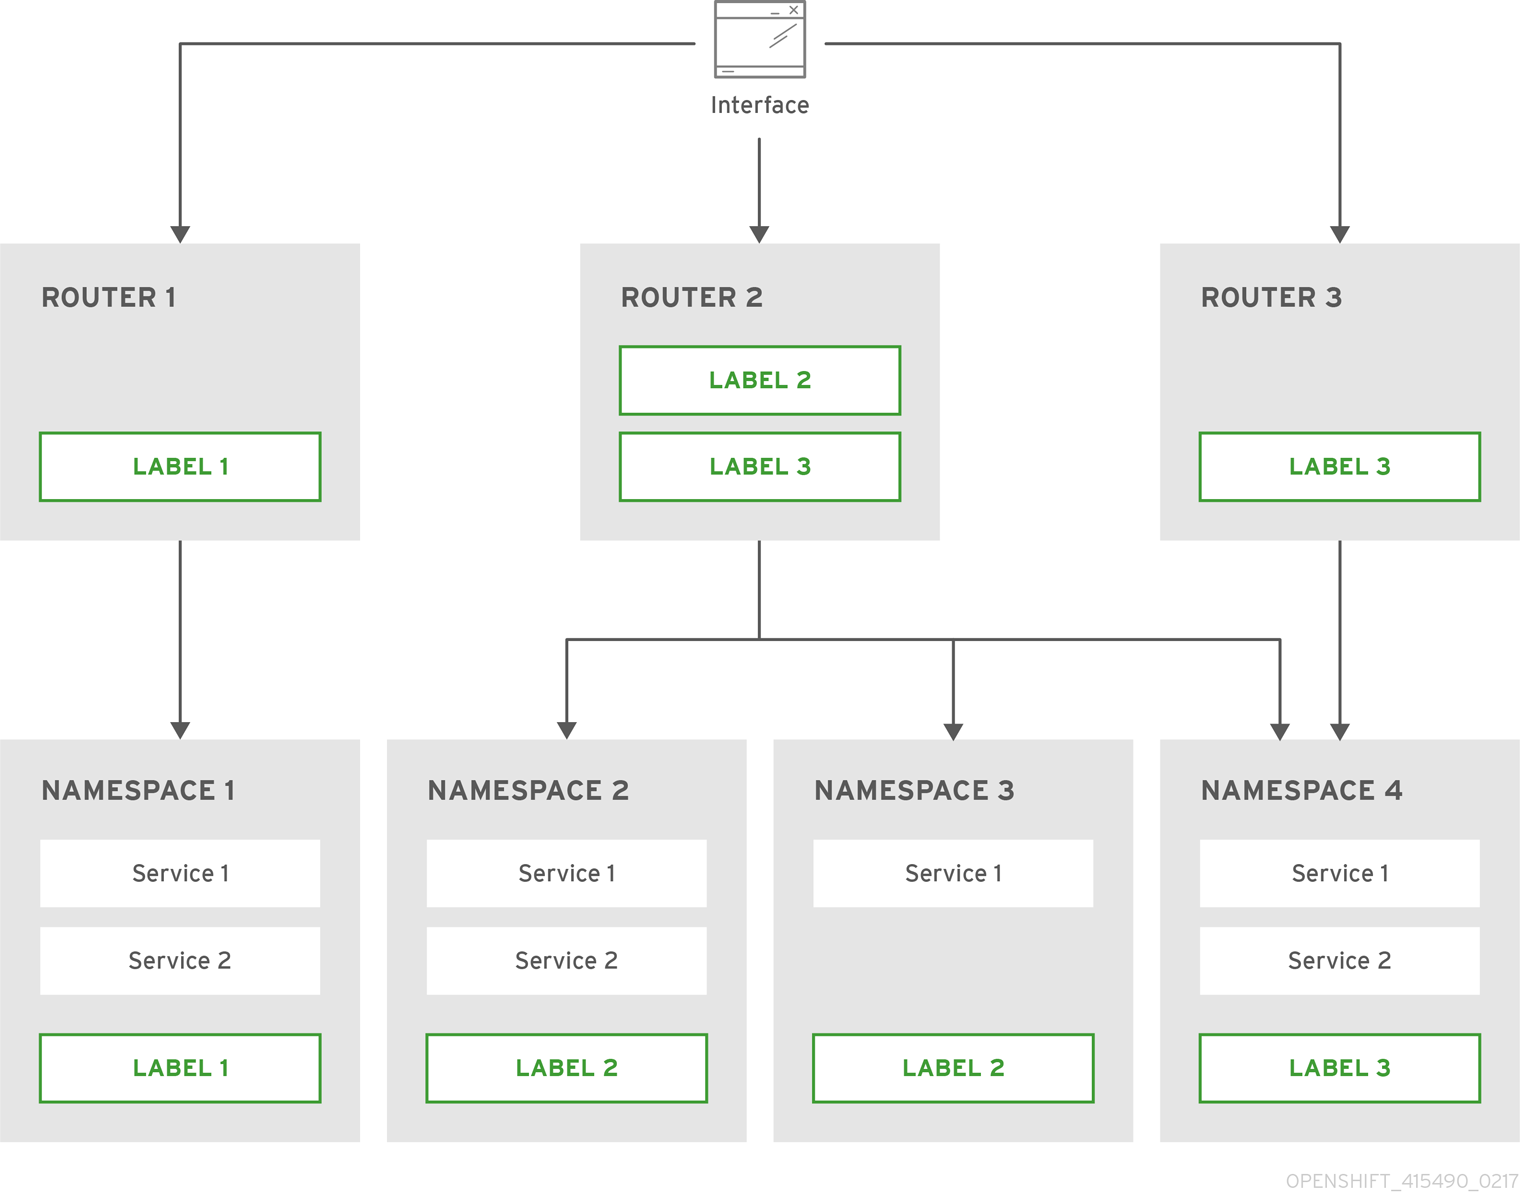 Interface
ROUTER 1
LABEL 1
ROUTER 2
LABEL 2
LABEL 3
ROUTER 3
LABEL 3
NAMESPACE 1
Service 1
Service 2
LABEL 1
NAMESPACE 2
Service 1
Service 2
LABEL 2
NAMESPACE 3
Service 1
LABEL 2
NAMESPACE 4
Service 1
Service 2
LABEL 3
OPENSHIFT_415490_0217